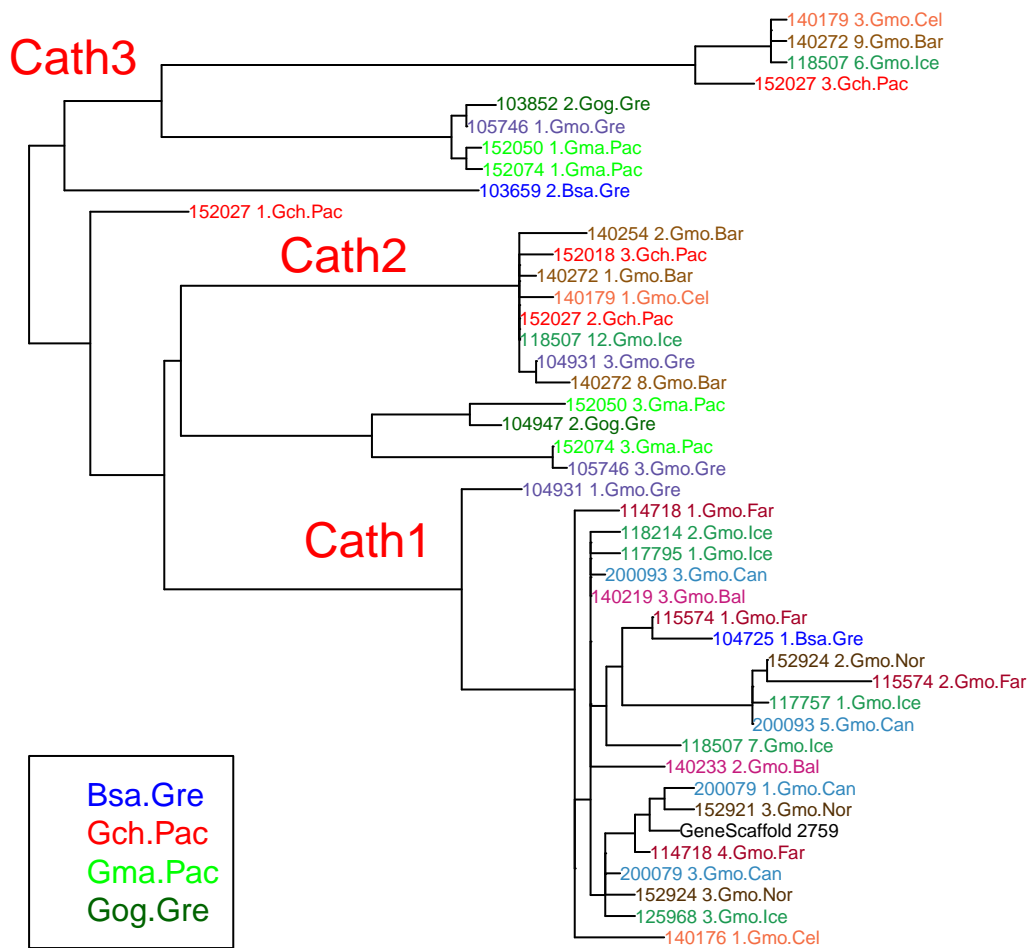 140179 3.Gmo.Cel
140272 9.Gmo.Bar
118507 6.Gmo.Ice
152027 3.Gch.Pac
Cath3
103852 2.Gog.Gre
105746 1.Gmo.Gre
152050 1.Gma.Pac
152074 1.Gma.Pac
103659 2.Bsa.Gre
152027 1.Gch.Pac
140254 2.Gmo.Bar
Cath2
152018 3.Gch.Pac
140272 1.Gmo.Bar
140179 1.Gmo.Cel
152027 2.Gch.Pac
118507 12.Gmo.Ice
104931 3.Gmo.Gre
140272 8.Gmo.Bar
152050 3.Gma.Pac
104947 2.Gog.Gre
152074 3.Gma.Pac
105746 3.Gmo.Gre
104931 1.Gmo.Gre
114718 1.Gmo.Far
Cath1
118214 2.Gmo.Ice
117795 1.Gmo.Ice
200093 3.Gmo.Can
140219 3.Gmo.Bal
115574 1.Gmo.Far
104725 1.Bsa.Gre
152924 2.Gmo.Nor
115574 2.Gmo.Far
117757 1.Gmo.Ice
200093 5.Gmo.Can
118507 7.Gmo.Ice
140233 2.Gmo.Bal
200079 1.Gmo.Can
152921 3.Gmo.Nor
GeneScaffold 2759
114718 4.Gmo.Far
200079 3.Gmo.Can
152924 3.Gmo.Nor
125968 3.Gmo.Ice
140176 1.Gmo.Cel
Bsa.Gre
Gch.Pac
Gma.Pac
Gog.Gre